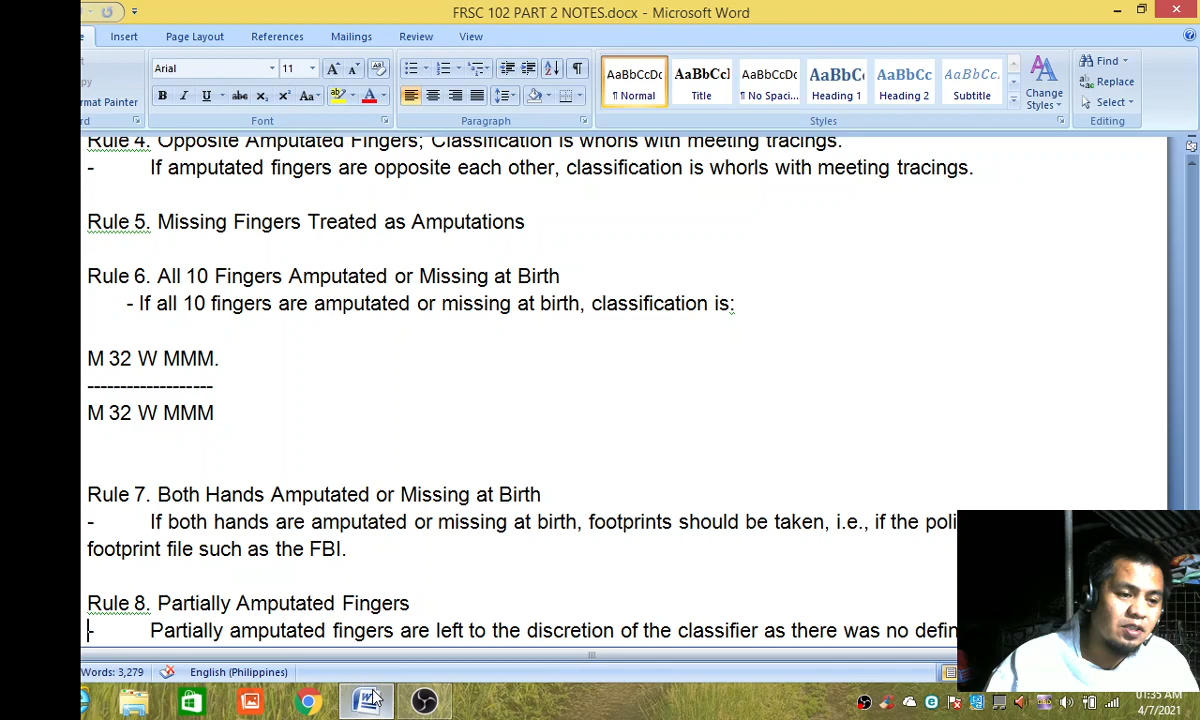 FRSC 102 PART 2 NOTES.docx - Microsoft Word
Insert Page Layout References Mailings Review View
Arial 11
AaBbCcDc AaBbCcI AaBbCcDc AaBbC AaBbCc AaBbCc.
Find
Replace
Select
format Painter
B I U abc X₂ X² Aa A
¶ Normal Title ¶ No Spaci... Heading 1 Heading 2 Subtitle
Change Styles
Font Paragraph Styles Editing
Rule 4. Opposite Amputated Fingers; Classification is whorls with meeting tracings.
- If amputated fingers are opposite each other, classification is whorls with meeting tracings.
Rule 5. Missing Fingers Treated as Amputations
Rule 6. All 10 Fingers Amputated or Missing at Birth
- If all 10 fingers are amputated or missing at birth, classification is:
M 32 W MMM.
-------------------
M 32 W MMM
Rule 7. Both Hands Amputated or Missing at Birth
- If both hands are amputated or missing at birth, footprints should be taken, i.e., if the poli
footprint file such as the FBI.
Rule 8. Partially Amputated Fingers
- Partially amputated fingers are left to the discretion of the classifier as there was no defin
Words: 3,279 English (Philippines)
01:35 AM
4/7/2021